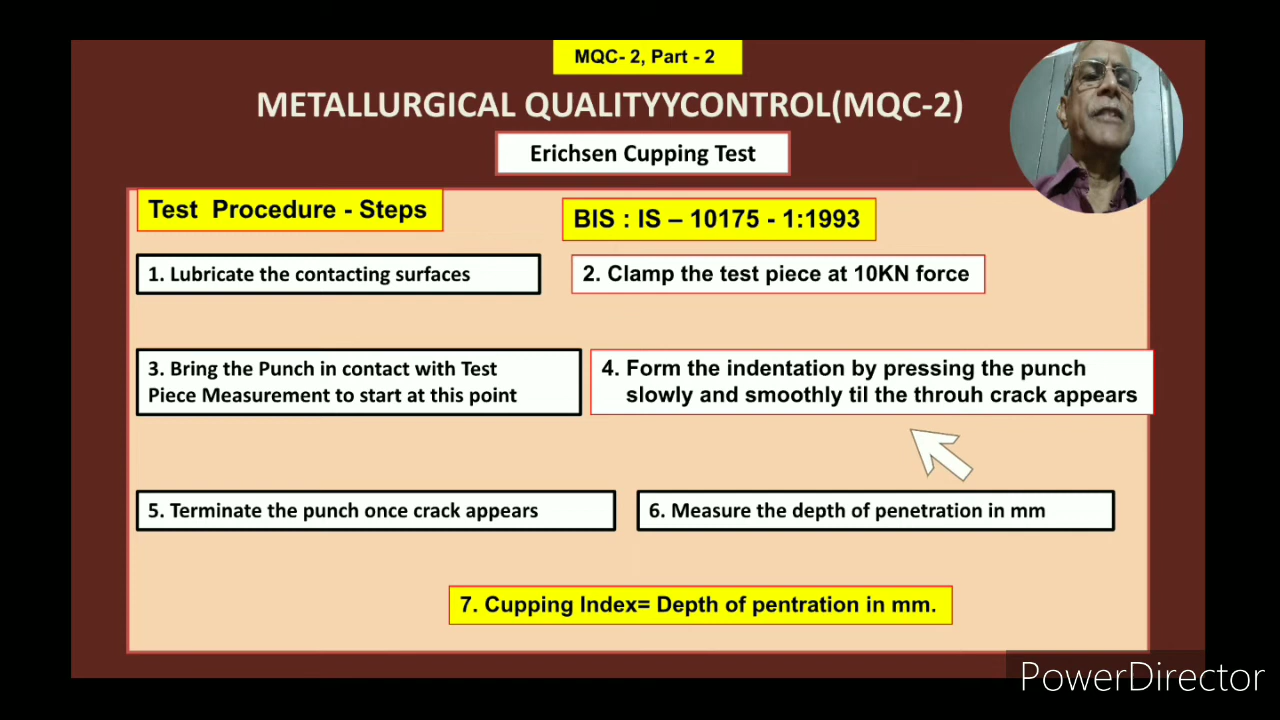 MQC- 2, Part - 2
METALLURGICAL QUALITYYCONTROL(MQC-2)
Erichsen Cupping Test
Test Procedure - Steps
BIS : IS – 10175 - 1:1993
1. Lubricate the contacting surfaces
2. Clamp the test piece at 10KN force
3. Bring the Punch in contact with Test
Piece Measurement to start at this point
4. Form the indentation by pressing the punch
slowly and smoothly til the throuh crack appears
5. Terminate the punch once crack appears
6. Measure the depth of penetration in mm
7. Cupping Index= Depth of pentration in mm.
PowerDirector